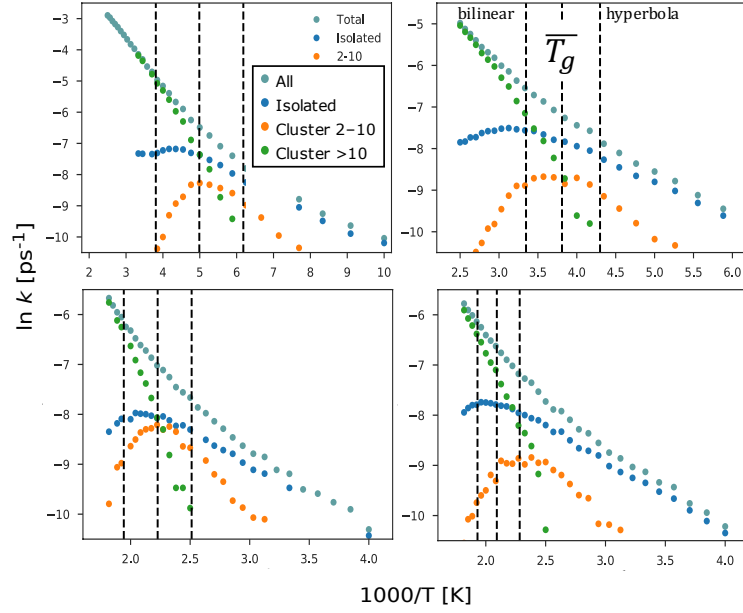 bilinear
hyperbola
T_g
−3
−4
−5
−6
−7
−8
−9
−10
Total
Isolated
2-10
All
Isolated
Cluster 2−10
Cluster >10
2 3 4 5 6 7 8 9 10
−5
−6
−7
−8
−9
−10
2.5 3.0 3.5 4.0 4.5 5.0 5.5 6.0
ln k [ps⁻¹]
−6
−7
−8
−9
−10
2.0 2.5 3.0 3.5 4.0
−6
−7
−8
−9
−10
2.0 2.5 3.0 3.5 4.0
1000/T [K]